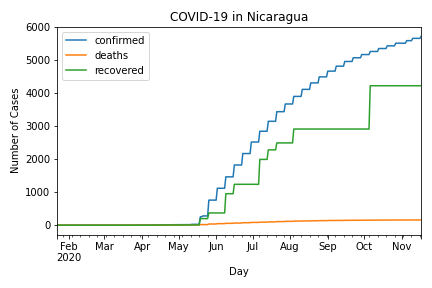 COVID-19 in Nicaragua
confirmed
deaths
recovered
Number of Cases
6000
5000
4000
3000
2000
1000
0
Feb Mar Apr May Jun Jul Aug Sep Oct Nov
2020
Day